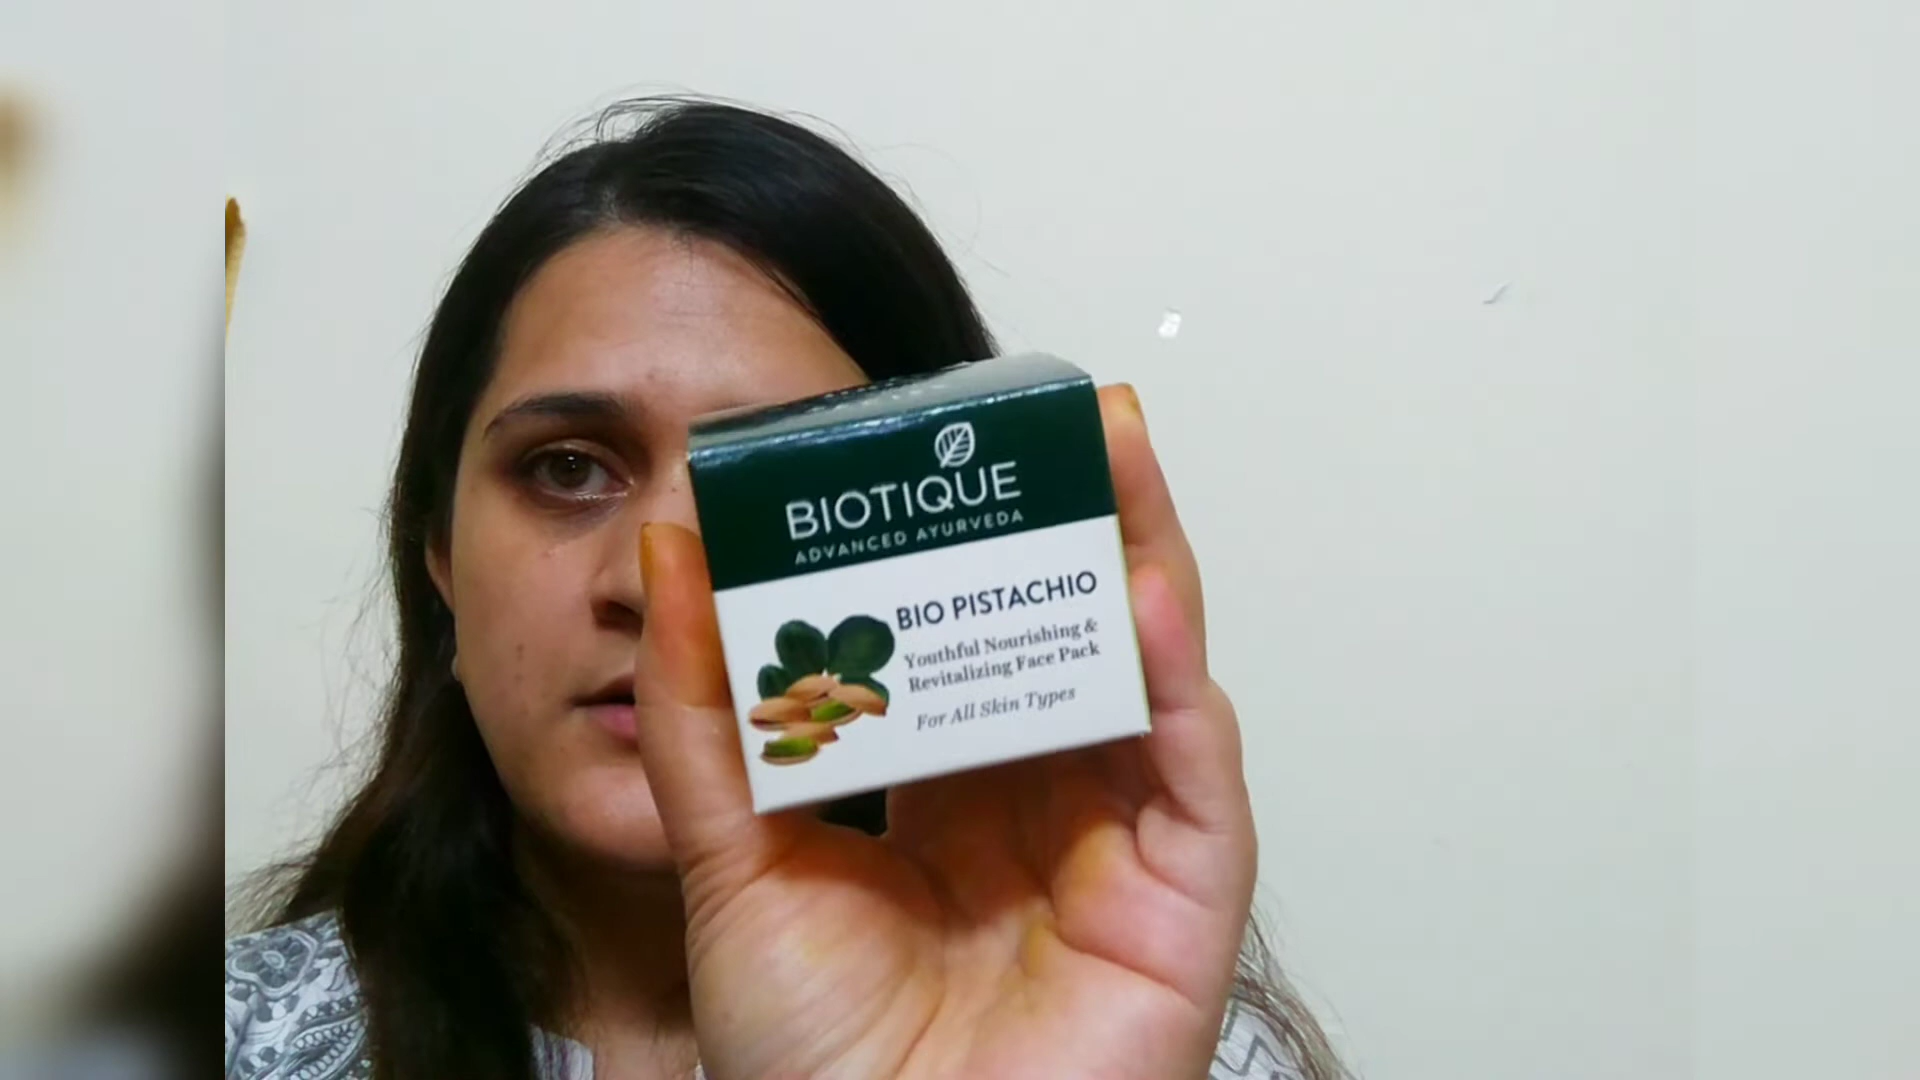 BIOTIQUE
ADVANCED AYURVEDA
BIO PISTACHIO
Youthful Nourishing &
Revitalizing Face Pack
For All Skin Types